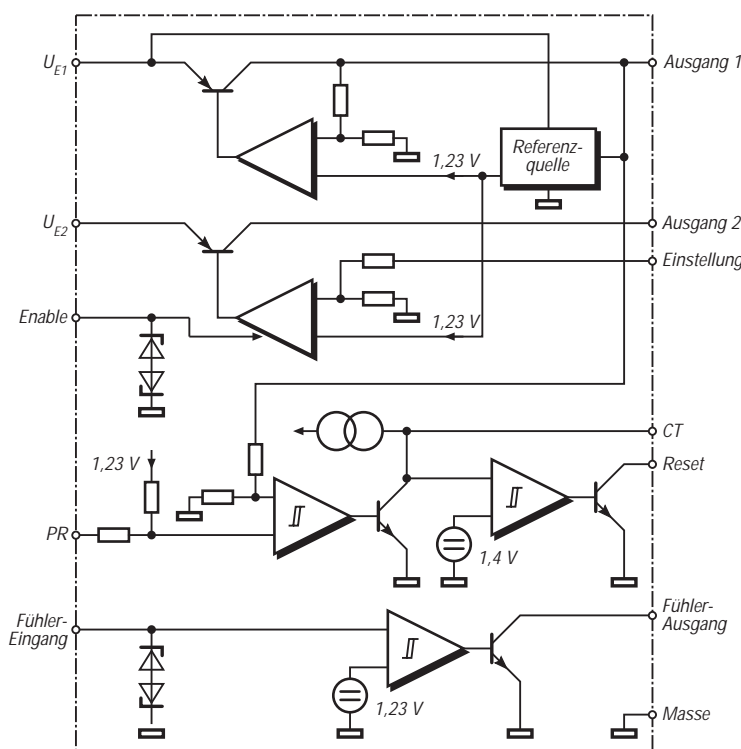 U_E1
Ausgang 1
1,23 V
Referenz-
quelle
U_E2
Ausgang 2
Einstellung
Enable
1,23 V
CT
Reset
1,23 V
PR
1,4 V
Fühler-
Eingang
Fühler-
Ausgang
1,23 V
Masse